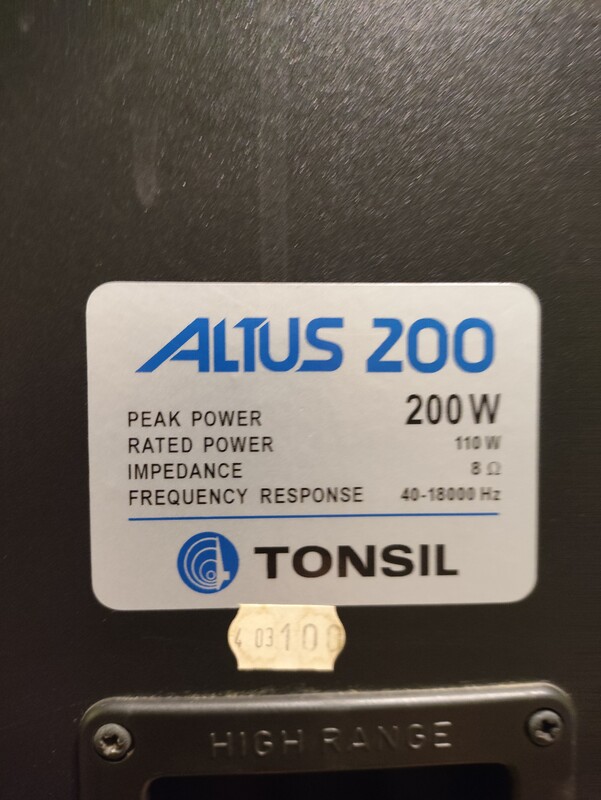 ALTUS 200
PEAK POWER 200 W
RATED POWER 110 W
IMPEDANCE 8 Ω
FREQUENCY RESPONSE 40-18000 Hz
TONSIL
4 03 100
HIGH RANGE